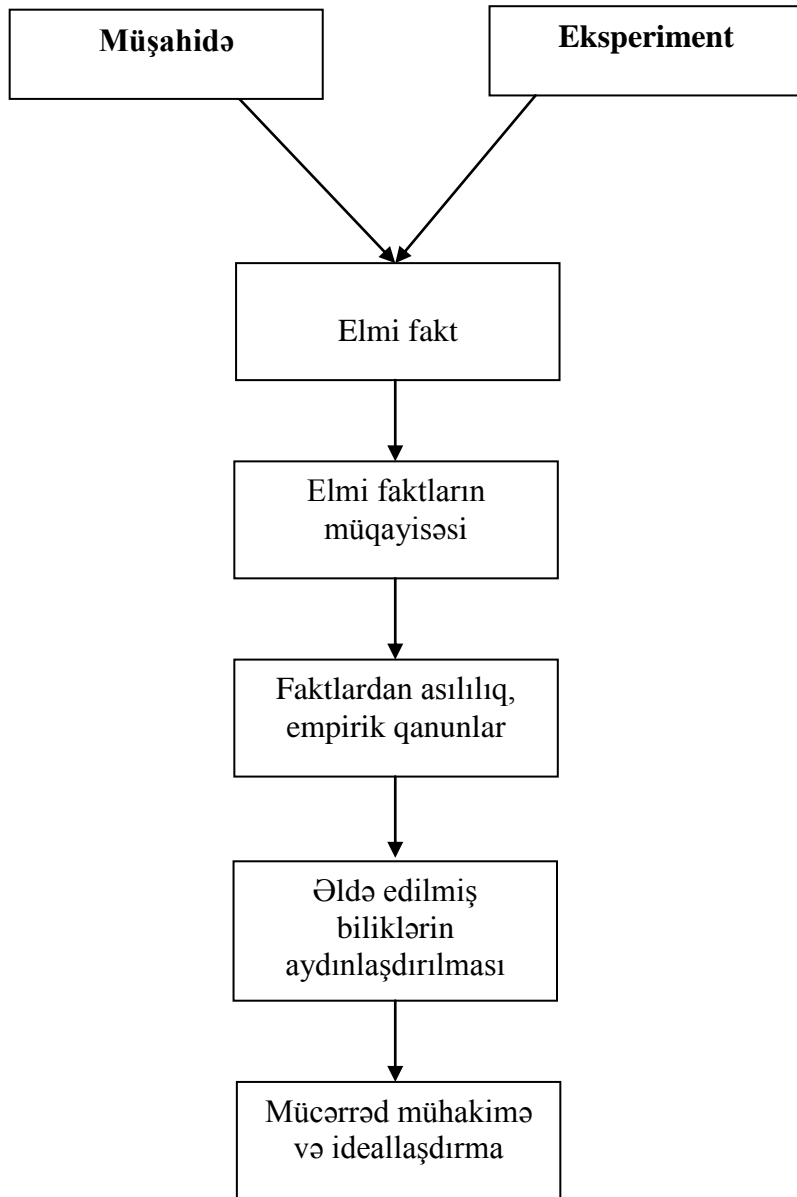 Müşahidə
Eksperiment
Elmi fakt
Elmi faktların
müqayisəsi
Faktlardan asılılıq,
empirik qanunlar
Əldə edilmiş
biliklərin
aydınlaşdırılması
Mücərrəd mühakimə
və ideallaşdırma